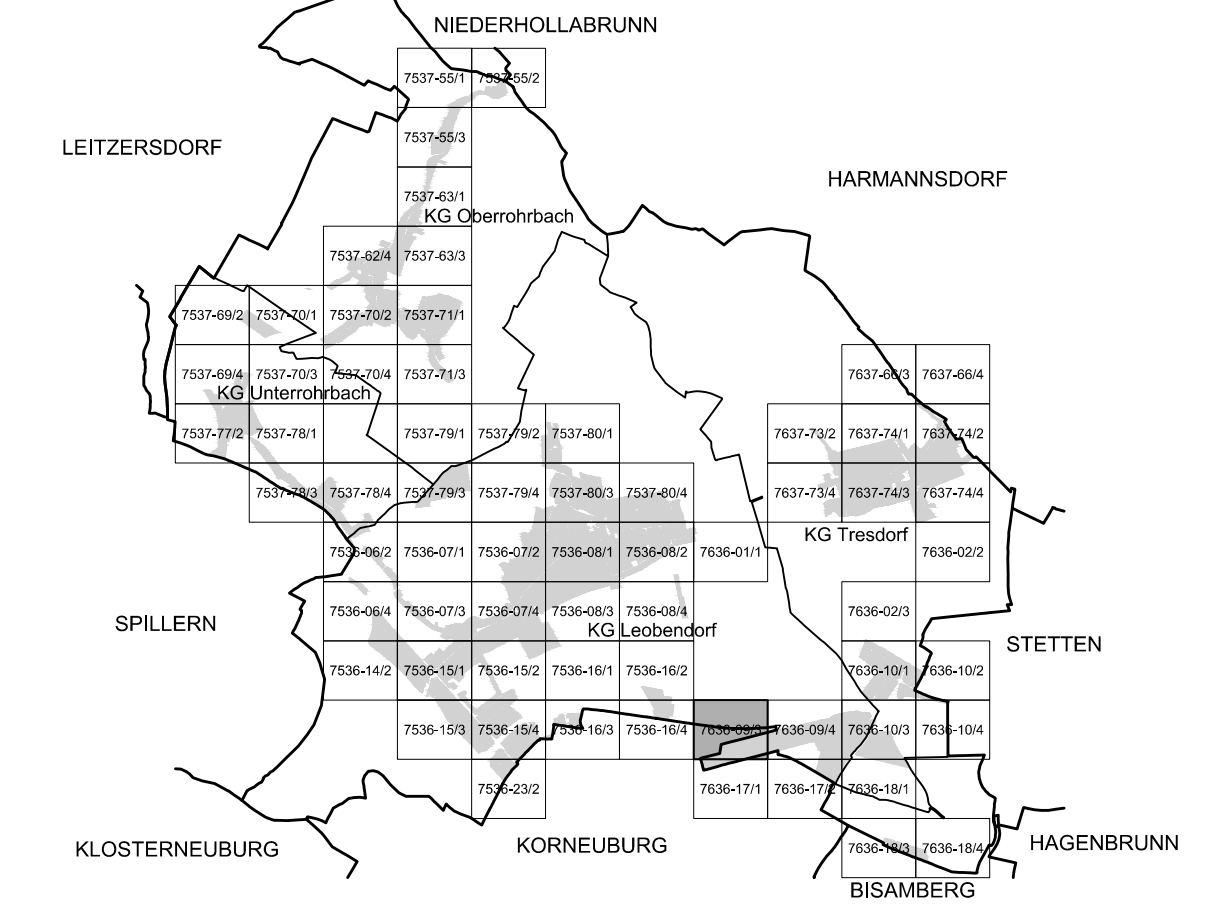 NIEDERHOLLABRUNN
7537-55/1 7537-55/2
7537-55/3
LEITZERSDORF
HARMANNSDORF
7537-63/1
KG Oberrohrbach
7537-62/4 7537-63/3
7537-69/2 7537-70/1 7537-70/2 7537-71/1
7537-69/4 7537-70/3 7537-70/4 7537-71/3 7637-66/3 7637-66/4
KG Unterrohrbach
7537-77/2 7537-78/1 7537-79/1 7537-79/2 7537-80/1 7637-73/2 7637-74/1 7637-74/2
7537-78/3 7537-78/4 7537-79/3 7537-79/4 7537-80/3 7537-80/4 7637-73/4 7637-74/3 7637-74/4
KG Tresdorf
7536-06/2 7536-07/1 7536-07/2 7536-08/1 7536-08/2 7636-01/1 7636-02/2
7536-06/4 7536-07/3 7536-07/4 7536-08/3 7536-08/4 7636-02/3
SPILLERN
KG Leobendorf
STETTEN
7536-14/2 7536-15/1 7536-15/2 7536-16/1 7536-16/2 7636-10/1 7636-10/2
7536-15/3 7536-15/4 7536-16/3 7536-16/4 7636-09/3 7636-09/4 7636-10/3 7636-10/4
7536-23/2 7636-17/1 7636-17/2 7636-18/1
KLOSTERNEUBURG
KORNEUBURG
HAGENBRUNN
7636-18/3 7636-18/4
BISAMBERG